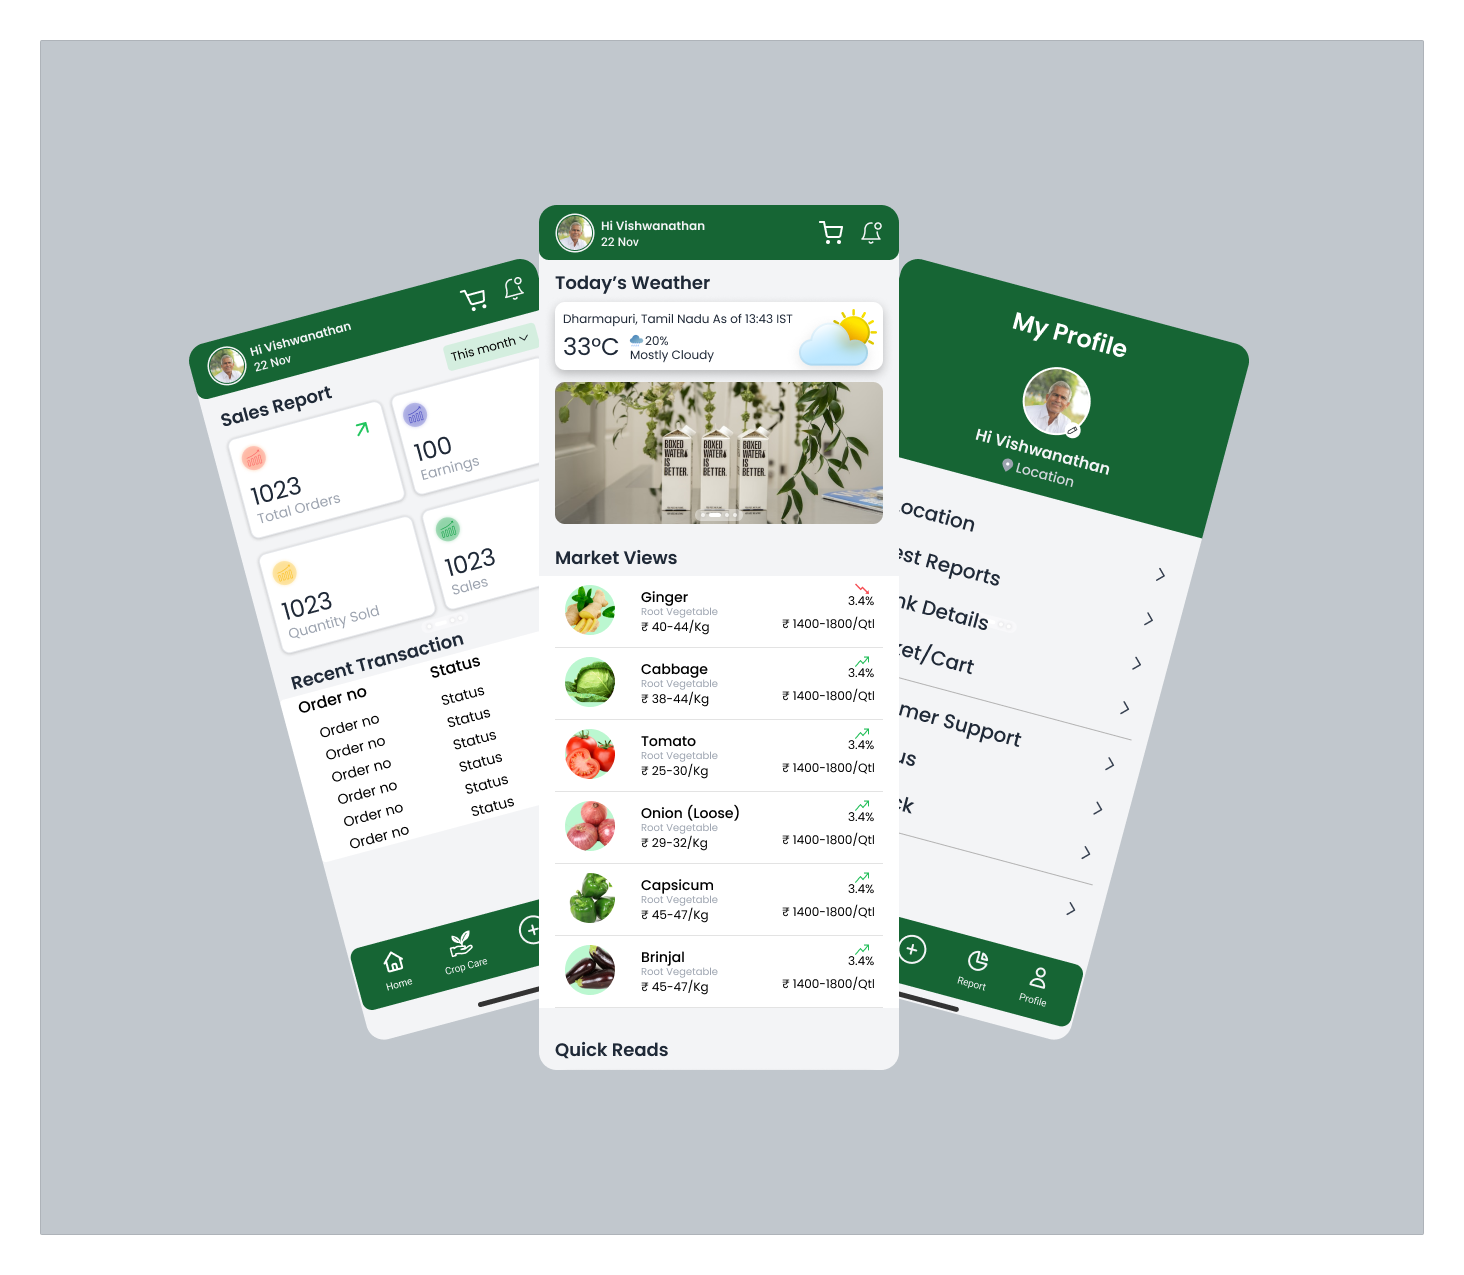 Hi Vishwanathan
22 Nov
Sales Report
This month
1023
Total Orders
100
Earnings
1023
Quantity Sold
1023
Sales
Recent Transaction
Order no Status
Order no Status
Order no Status
Order no Status
Order no Status
Order no Status
Order no Status
Home
Crop Care
Hi Vishwanathan
22 Nov
Today’s Weather
Dharmapuri, Tamil Nadu As of 13:43 IST
33°C
20%
Mostly Cloudy
BOXED WATER IS BETTER.
BOXED WATER IS BETTER.
BOXED WATER IS BETTER.
Market Views
Ginger
Root Vegetable
₹ 40-44/Kg
3.4%
₹ 1400-1800/Qtl
Cabbage
Root Vegetable
₹ 38-44/Kg
3.4%
₹ 1400-1800/Qtl
Tomato
Root Vegetable
₹ 25-30/Kg
3.4%
₹ 1400-1800/Qtl
Onion (Loose)
Root Vegetable
₹ 29-32/Kg
3.4%
₹ 1400-1800/Qtl
Capsicum
Root Vegetable
₹ 45-47/Kg
3.4%
₹ 1400-1800/Qtl
Brinjal
Root Vegetable
₹ 45-47/Kg
3.4%
₹ 1400-1800/Qtl
Quick Reads
My Profile
Hi Vishwanathan
Location
ocation
est Reports
nk Details
ket/Cart
mer Support
us
ck
Report
Profile